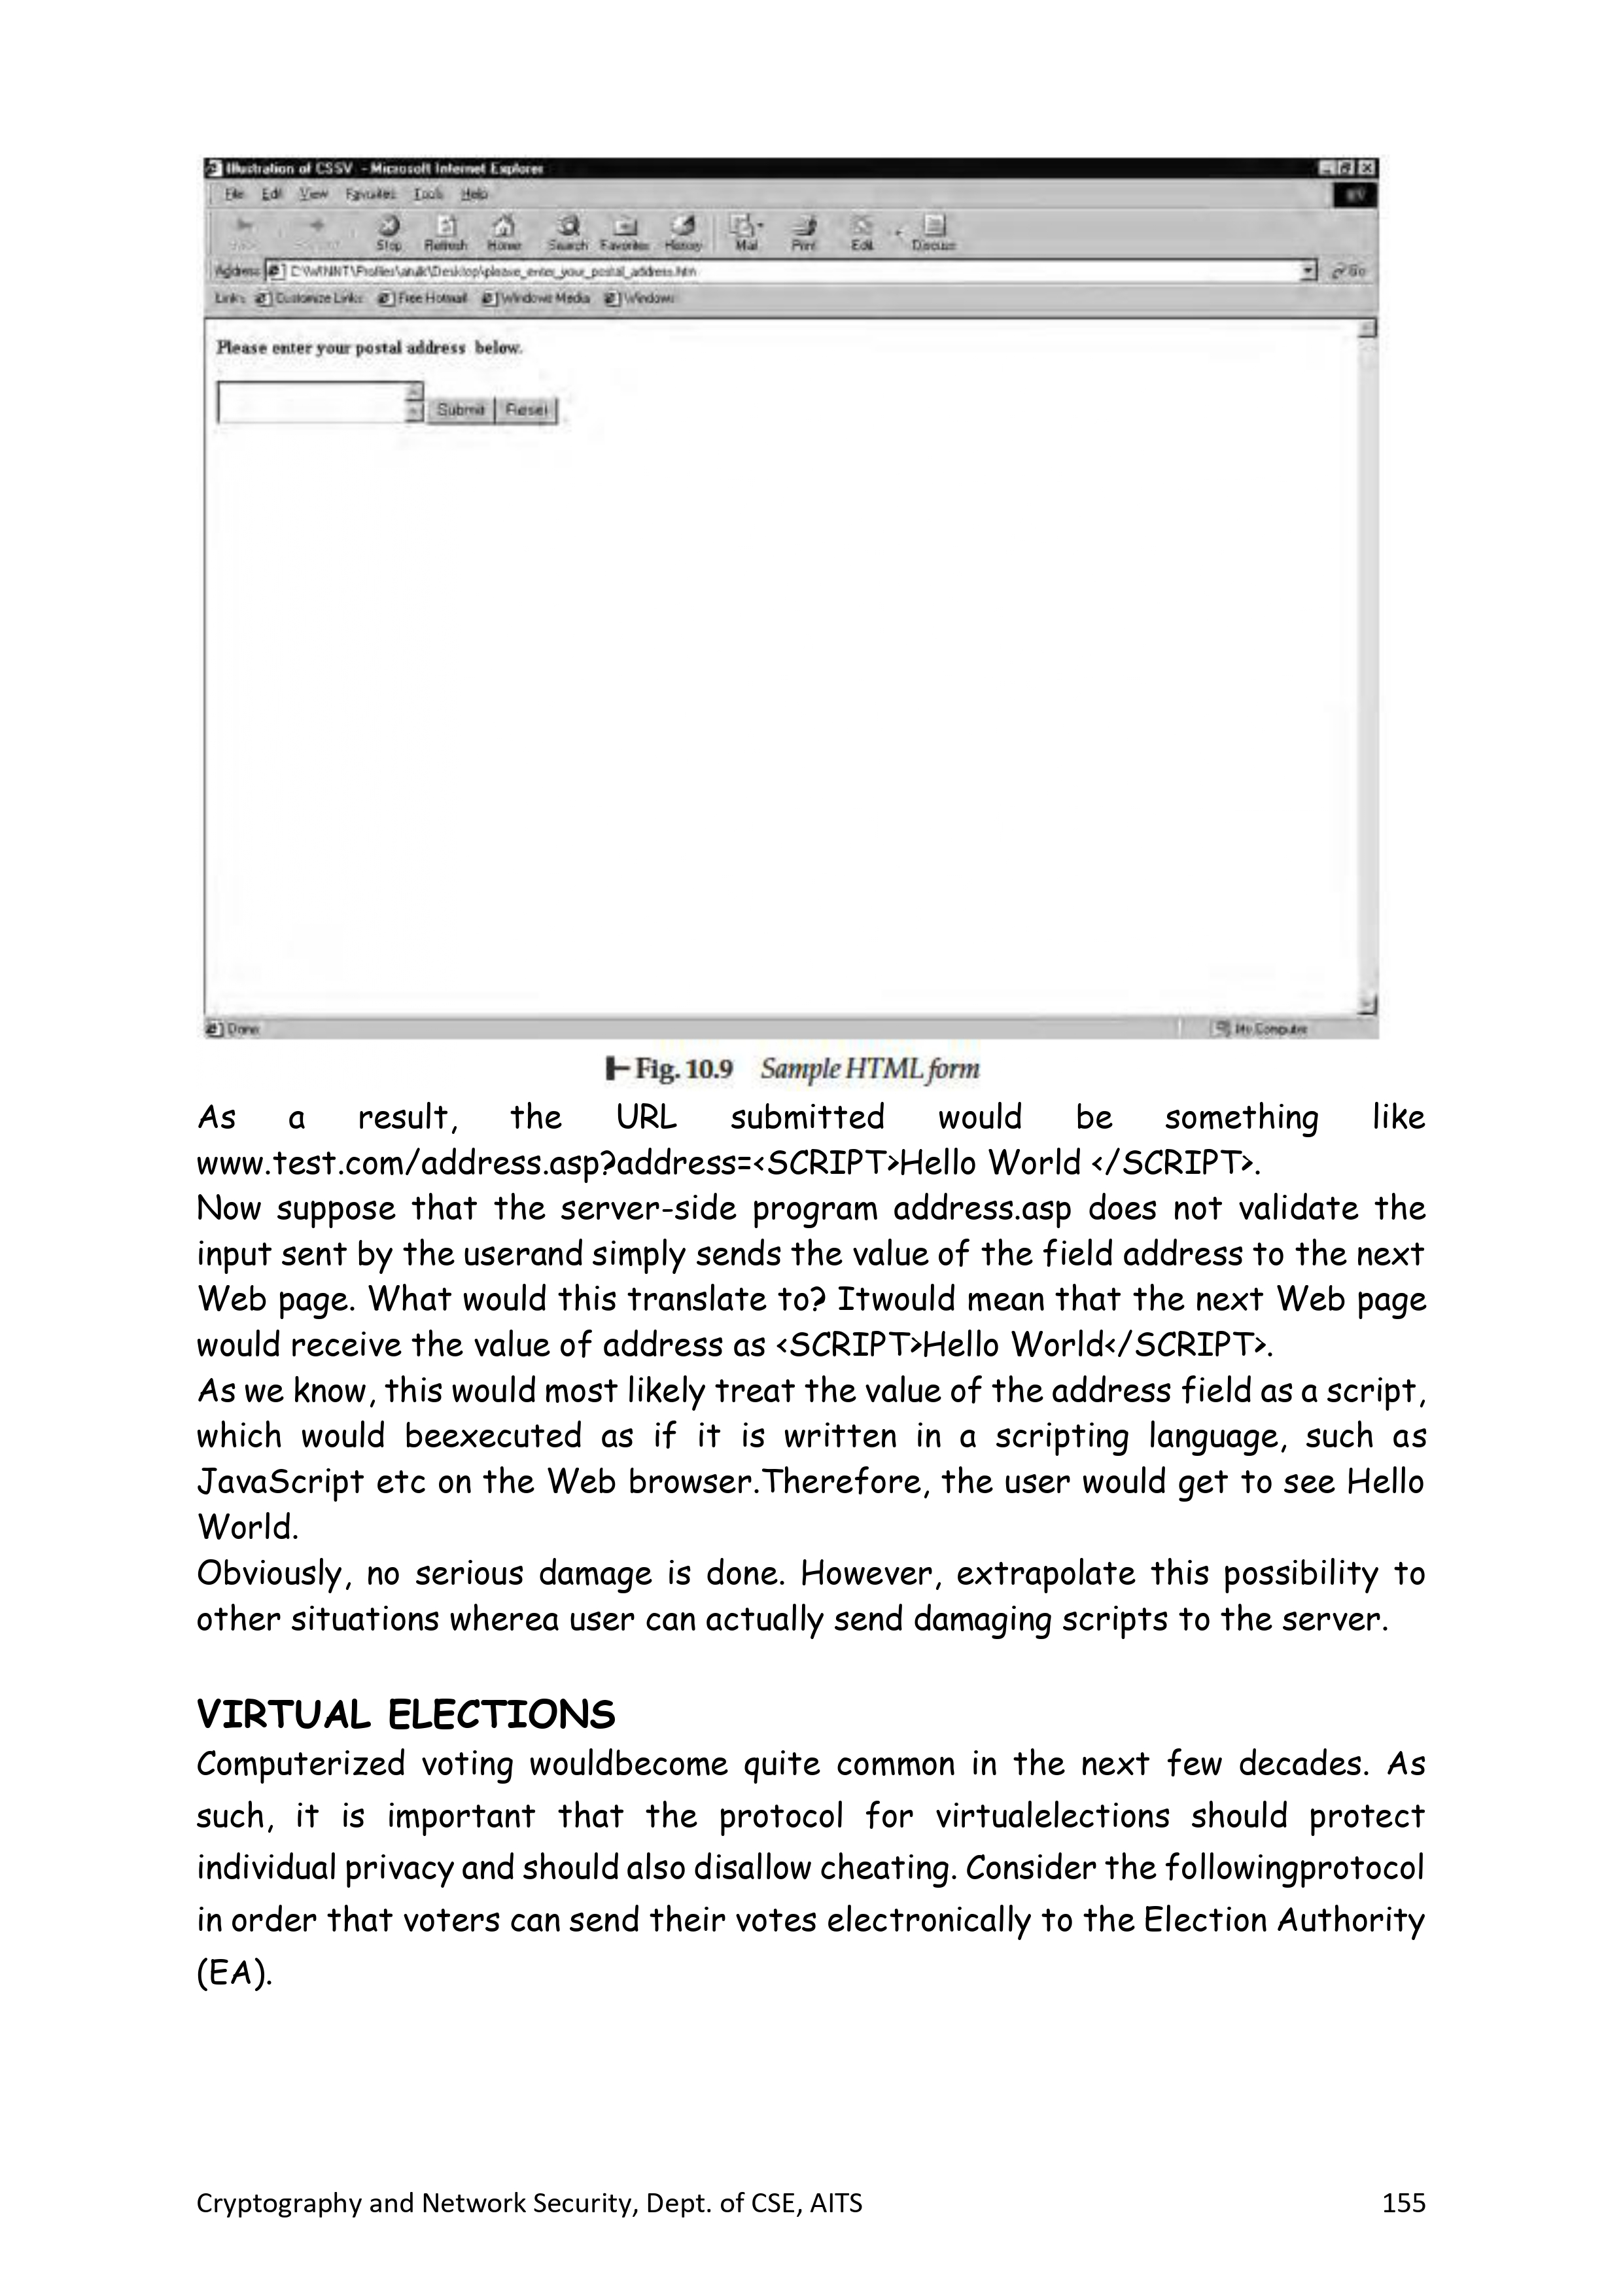 Illustration of CSSV - Microsoft Internet Explorer
File Edit View Favorites Tools Help
Stop Refresh Home Search Favorites History Mail Print Edit Discuss
Address C:\WINNT\Profiles\atulk\Desktop\please_enter_your_postal_address.htm Go
Links Customize Links Free Hotmail Windows Media Windows
Please enter your postal address below.
Submit Reset
Done My Computer
Fig. 10.9 Sample HTML form
As a result, the URL submitted would be something like
www.test.com/address.asp?address=<SCRIPT>Hello World </SCRIPT>.
Now suppose that the server-side program address.asp does not validate the
input sent by the userand simply sends the value of the field address to the next
Web page. What would this translate to? Itwould mean that the next Web page
would receive the value of address as <SCRIPT>Hello World</SCRIPT>.
As we know, this would most likely treat the value of the address field as a script,
which would beexecuted as if it is written in a scripting language, such as
JavaScript etc on the Web browser.Therefore, the user would get to see Hello
World.
Obviously, no serious damage is done. However, extrapolate this possibility to
other situations wherea user can actually send damaging scripts to the server.
VIRTUAL ELECTIONS
Computerized voting wouldbecome quite common in the next few decades. As
such, it is important that the protocol for virtualelections should protect
individual privacy and should also disallow cheating. Consider the followingprotocol
in order that voters can send their votes electronically to the Election Authority
(EA).
Cryptography and Network Security, Dept. of CSE, AITS 155